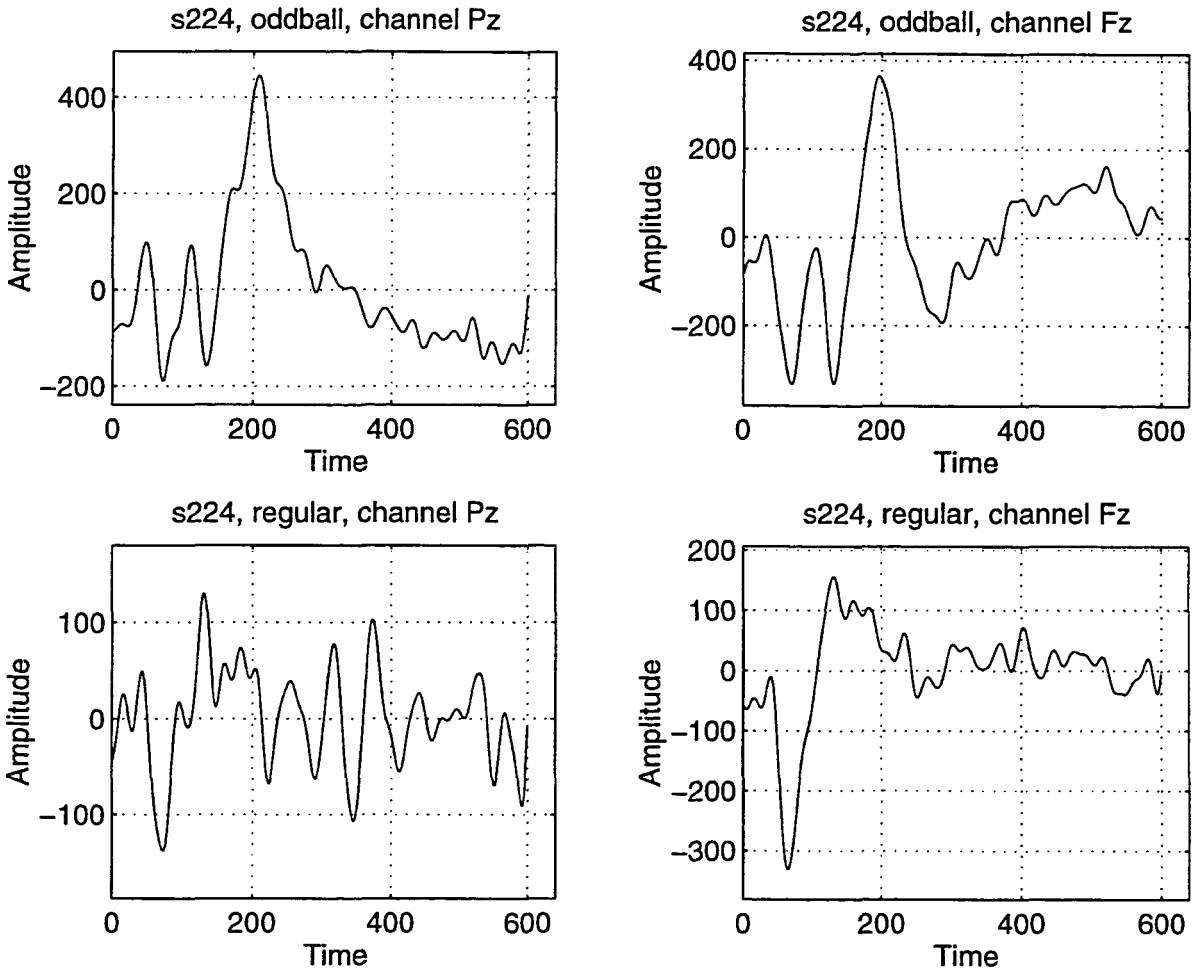 s224, oddball, channel Pz
400
200
0
−200
Amplitude
0 200 400 600
Time
s224, oddball, channel Fz
400
200
0
−200
Amplitude
0 200 400 600
Time
s224, regular, channel Pz
100
0
−100
Amplitude
0 200 400 600
Time
s224, regular, channel Fz
200
100
0
−100
−200
−300
Amplitude
0 200 400 600
Time